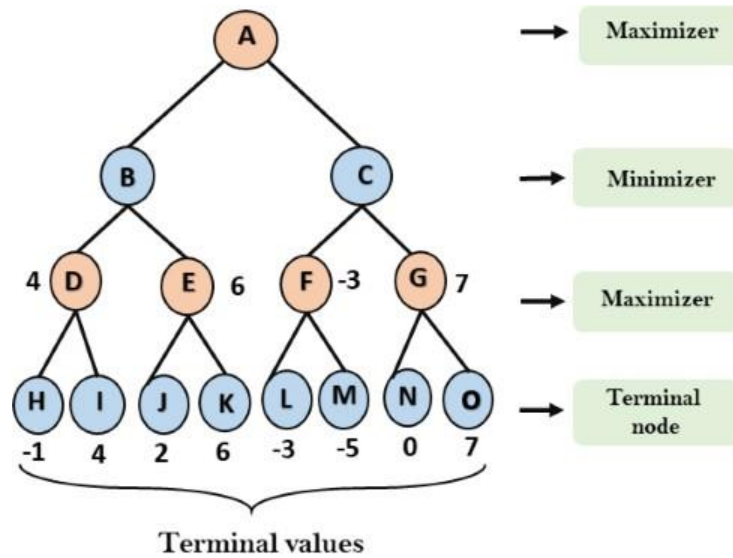 A
Maximizer
B
C
Minimizer
4 D
E 6
F -3
G 7
Maximizer
H I J K L M N O
Terminal
node
-1 4 2 6 -3 -5 0 7
Terminal values